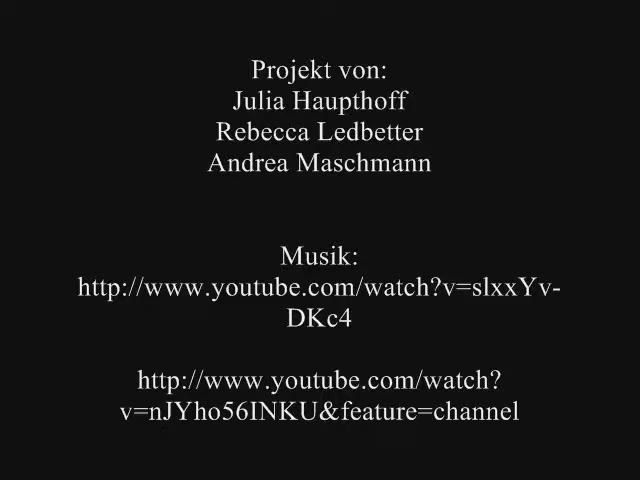 Projekt von:
Julia Haupthoff
Rebecca Ledbetter
Andrea Maschmann
Musik:
http://www.youtube.com/watch?v=slxxYv-
DKc4
http://www.youtube.com/watch?
v=nJYho56INKU&feature=channel